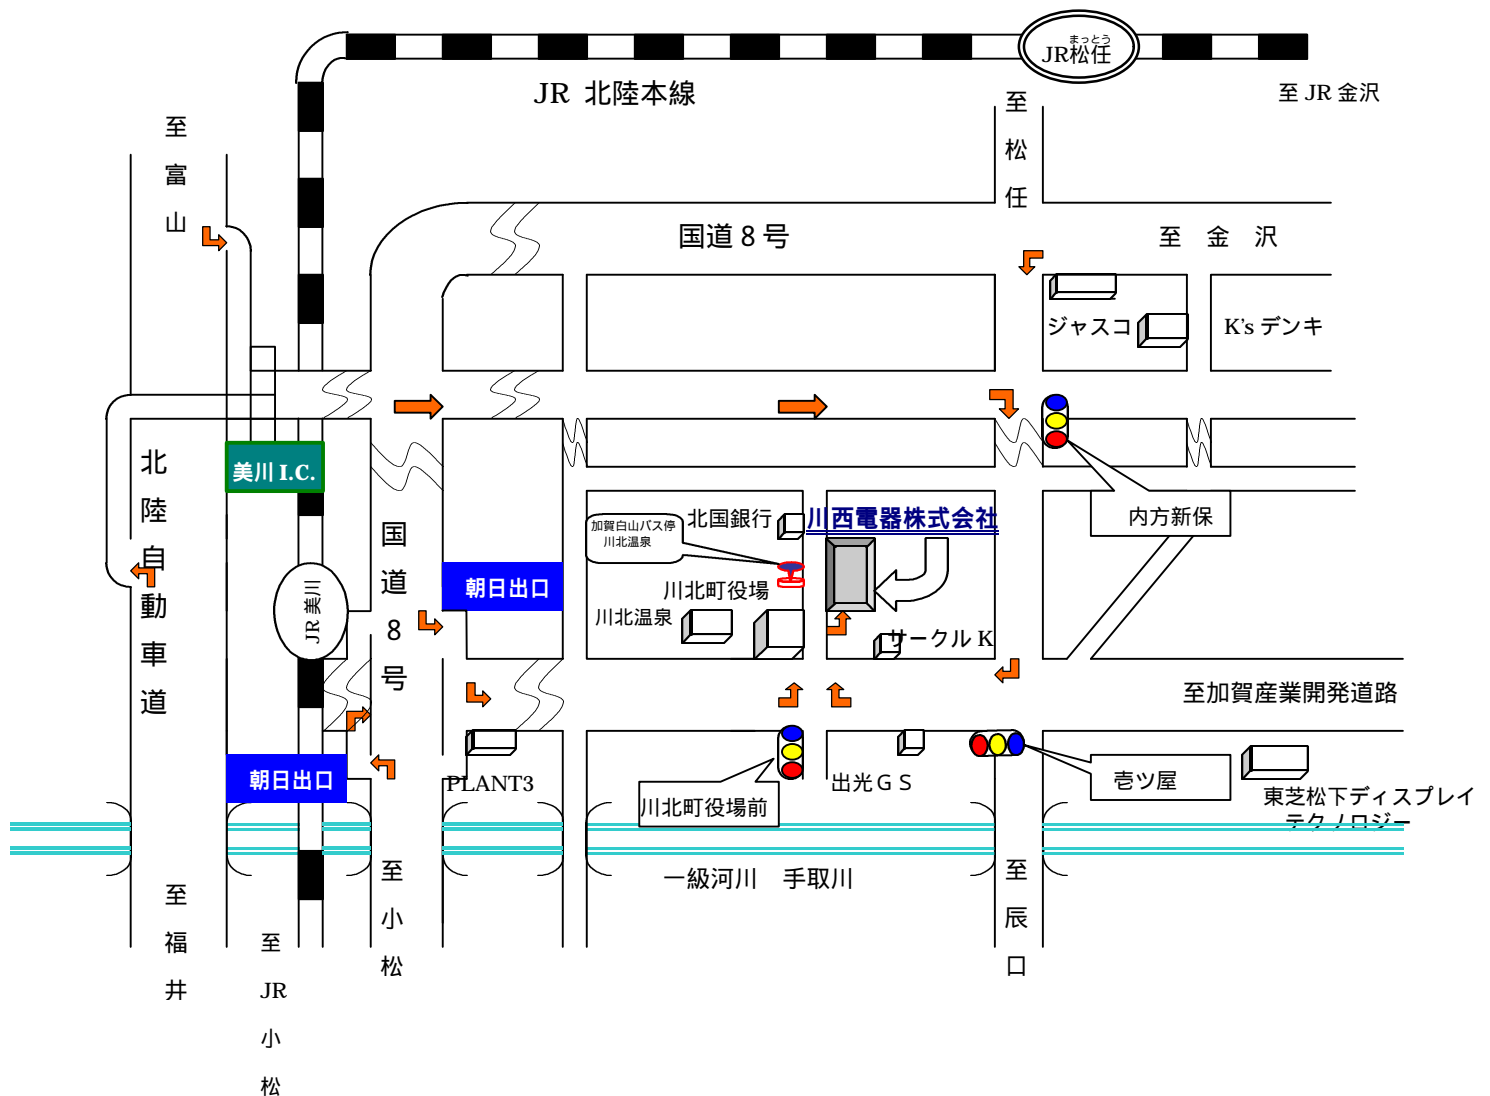 まっとう
JR松任
JR 北陸本線
至 JR 金沢
至松任
至富山
国道 8 号
至 金 沢
ジャスコ
K's デンキ
北陸自動車道
美川 I.C.
国道8号
加賀白山バス停
川北温泉
北国銀行
川西電器株式会社
内方新保
朝日出口
JR 美川
川北町役場
川北温泉
サークル K
至加賀産業開発道路
朝日出口
PLANT3
川北町役場前
出光ＧＳ
壱ツ屋
東芝松下ディスプレイ
テクノロジー
一級河川 手取川
至福井
至JR小松
至小松
至辰口